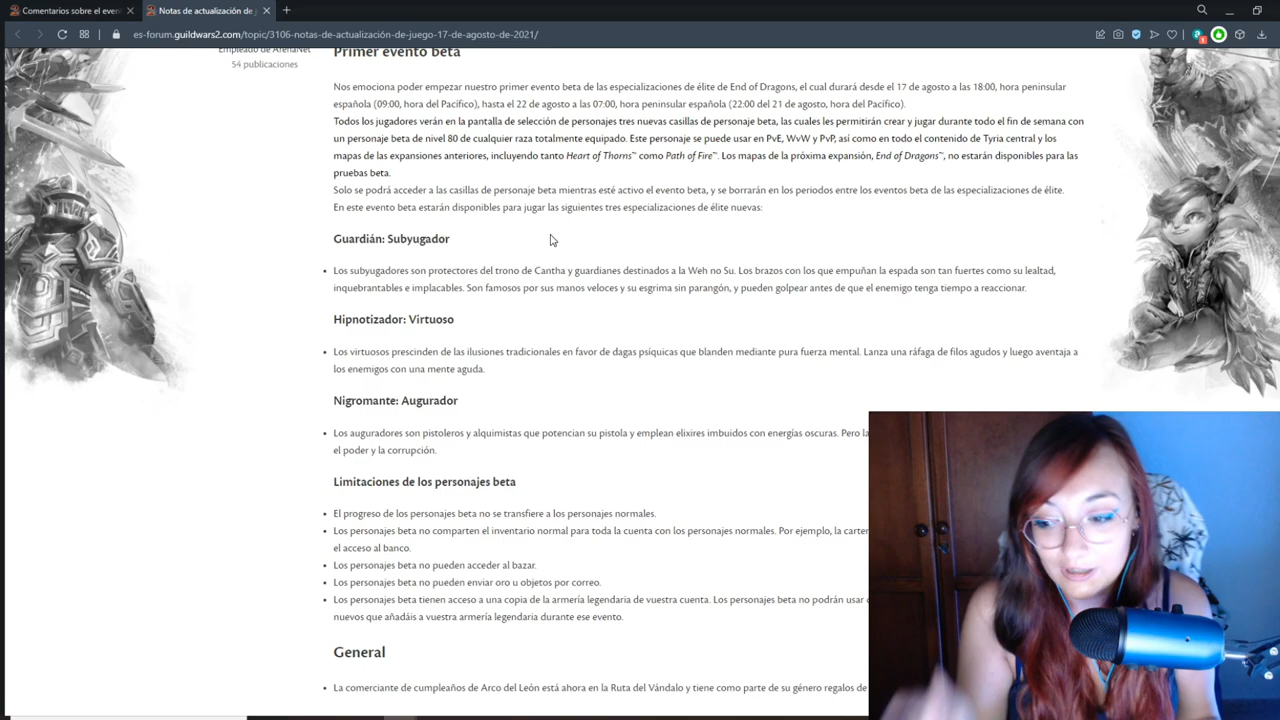 Comentarios sobre el even
Notas de actualización de j
es-forum.guildwars2.com/topic/3106-notas-de-actualización-de-juego-17-de-agosto-de-2021/
Empleado de ArenaNet
54 publicaciones
Primer evento beta
Nos emociona poder empezar nuestro primer evento beta de las especializaciones de élite de End of Dragons, el cual durará desde el 17 de agosto a las 18:00, hora peninsular
española (09:00, hora del Pacífico), hasta el 22 de agosto a las 07:00, hora peninsular española (22:00 del 21 de agosto, hora del Pacífico).
Todos los jugadores verán en la pantalla de selección de personajes tres nuevas casillas de personaje beta, las cuales les permitirán crear y jugar durante todo el fin de semana con
un personaje beta de nivel 80 de cualquier raza totalmente equipado. Este personaje se puede usar en PvE, WvW y PvP, así como en todo el contenido de Tyria central y los
mapas de las expansiones anteriores, incluyendo tanto Heart of Thorns™ como Path of Fire™. Los mapas de la próxima expansión, End of Dragons™, no estarán disponibles para las
pruebas beta.
Solo se podrá acceder a las casillas de personaje beta mientras esté activo el evento beta, y se borrarán en los periodos entre los eventos beta de las especializaciones de élite.
En este evento beta estarán disponibles para jugar las siguientes tres especializaciones de élite nuevas:
Guardián: Subyugador
• Los subyugadores son protectores del trono de Cantha y guardianes destinados a la Weh no Su. Los brazos con los que empuñan la espada son tan fuertes como su lealtad,
inquebrantables e implacables. Son famosos por sus manos veloces y su esgrima sin parangón, y pueden golpear antes de que el enemigo tenga tiempo a reaccionar.
Hipnotizador: Virtuoso
• Los virtuosos prescinden de las ilusiones tradicionales en favor de dagas psíquicas que blanden mediante pura fuerza mental. Lanza una ráfaga de filos agudos y luego aventaja a
los enemigos con una mente aguda.
Nigromante: Augurador
• Los auguradores son pistoleros y alquimistas que potencian su pistola y emplean elixires imbuidos con energías oscuras. Pero la
el poder y la corrupción.
Limitaciones de los personajes beta
• El progreso de los personajes beta no se transfiere a los personajes normales.
• Los personajes beta no comparten el inventario normal para toda la cuenta con los personajes normales. Por ejemplo, la carter
el acceso al banco.
• Los personajes beta no pueden acceder al bazar.
• Los personajes beta no pueden enviar oro u objetos por correo.
• Los personajes beta tienen acceso a una copia de la armería legendaria de vuestra cuenta. Los personajes beta no podrán usar
nuevos que añadáis a vuestra armería legendaria durante ese evento.
General
• La comerciante de cumpleaños de Arco del León está ahora en la Ruta del Vándalo y tiene como parte de su género regalos de